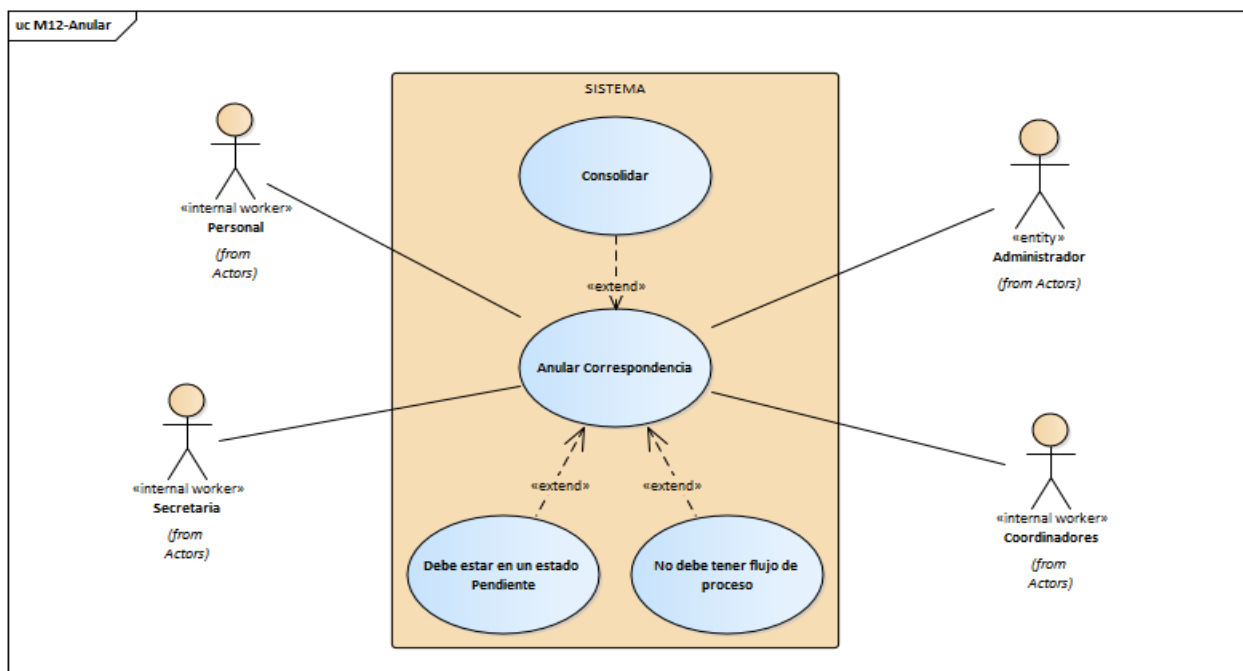 uc M12-Anular
SISTEMA
Consolidar
«internal worker»
Personal
(from
Actors)
«entity»
Administrador
(from Actors)
«extend»
Anular Correspondencia
«internal worker»
Secretaria
(from
Actors)
«extend»
«extend»
«internal worker»
Coordinadores
(from
Actors)
Debe estar en un estado
Pendiente
No debe tener flujo de
proceso